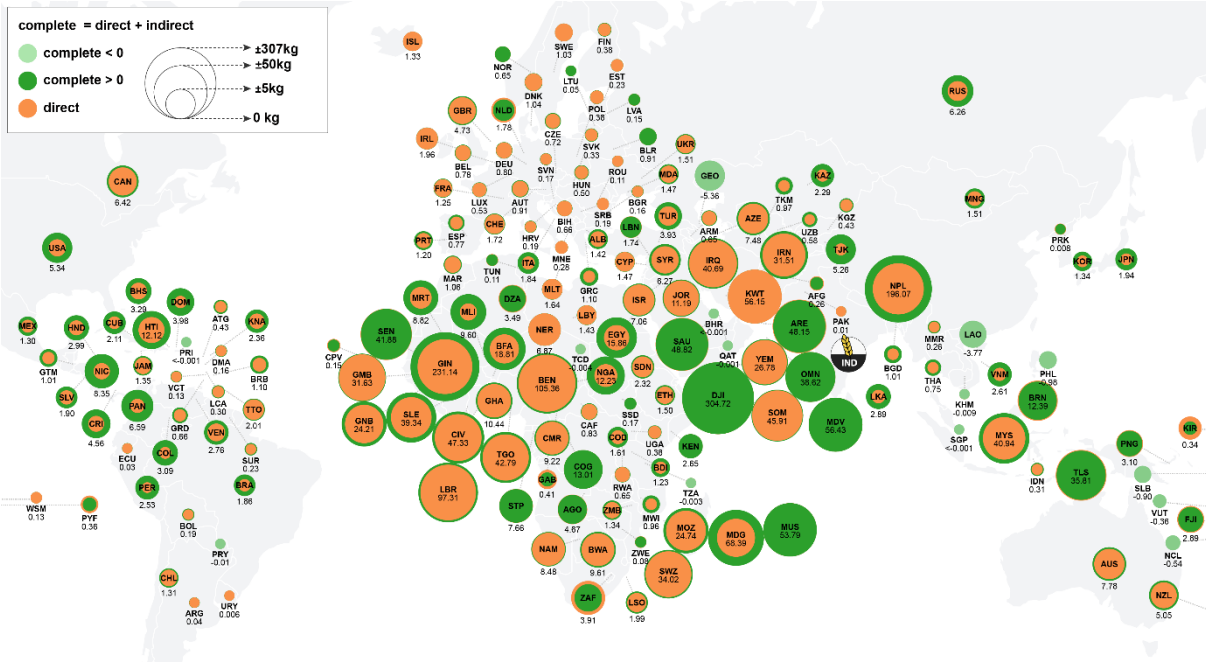 complete = direct + indirect
complete < 0
complete > 0
direct
±307kg
±50kg
±5kg
0 kg
ISL
1.33
SWE
1.03
FIN
0.38
NOR
0.65
LTU
0.05
EST
0.23
DNK
1.04
POL
0.38
LVA
0.15
GBR
4.73
NLD
1.78
CZE
0.72
SVK
0.33
BLR
0.91
IRL
1.96
BEL
0.78
DEU
0.80
SVN
0.17
HUN
0.50
ROU
0.11
UKR
1.51
MDA
1.47
GEO
-5.36
FRA
1.25
LUX
0.53
AUT
0.91
BIH
0.66
SRB
0.19
BGR
0.16
PRT
1.20
ESP
0.77
CHE
1.72
HRV
0.19
MNE
0.28
ALB
1.42
LBN
1.74
TUR
3.93
ARM
0.65
AZE
7.48
TKM
0.97
KAZ
2.29
UZB
0.58
KGZ
0.43
TJK
5.26
RUS
6.26
MNG
1.51
PRK
0.008
KOR
1.34
JPN
1.94
CAN
6.42
USA
5.34
BHS
3.29
DOM
3.98
ATG
0.43
KNA
2.36
MEX
1.30
HND
2.99
CUB
2.11
HTI
12.12
PRI
<-0.001
DMA
0.16
BRB
1.10
GTM
1.01
NIC
8.35
JAM
1.35
VCT
0.13
LCA
0.30
TTO
2.01
SLV
1.90
CRI
4.56
PAN
6.59
GRD
0.66
VEN
2.76
SUR
0.23
ECU
0.03
COL
3.09
PER
2.53
BRA
1.86
WSM
0.13
PYF
0.36
BOL
0.19
PRY
-0.01
CHL
1.31
ARG
0.04
URY
0.006
MAR
1.06
TUN
0.11
ITA
1.84
MLT
1.64
GRC
1.10
CYP
1.47
SYR
6.27
IRQ
40.69
IRN
31.51
MRT
8.82
MLI
9.60
DZA
3.49
NER
6.87
LBY
1.43
ISR
7.06
JOR
11.19
KWT
56.15
AFG
0.26
PAK
0.01
NPL
196.07
SEN
41.88
BFA
18.81
EGY
15.86
SAU
48.82
BHR
<-0.001
ARE
48.15
IND
CPV
0.15
GMB
31.63
GIN
231.14
BEN
105.36
TCD
-0.004
NGA
12.23
SDN
2.32
QAT
-0.001
YEM
26.78
OMN
38.62
BGD
1.01
MMR
0.26
LAO
-3.77
THA
0.75
VNM
2.61
PHL
-0.98
KHM
-0.009
BRN
12.39
GNB
24.21
SLE
39.34
CIV
47.33
GHA
10.44
TGO
42.79
CMR
9.22
CAF
0.83
SSD
0.17
ETH
1.50
DJI
304.72
SOM
45.91
MDV
56.43
LKA
2.89
SGP
<-0.001
MYS
40.94
IDN
0.31
TLS
35.81
PNG
3.10
KIR
0.34
LBR
97.31
STP
7.66
GAB
0.41
COG
13.01
COD
1.61
UGA
0.38
KEN
2.65
BDI
1.23
RWA
0.65
TZA
-0.003
AGO
4.67
ZMB
1.34
MWI
0.96
MOZ
24.74
MDG
68.39
MUS
53.79
SLB
-0.90
VUT
-0.36
FJI
2.89
NAM
8.48
BWA
9.61
ZWE
0.08
SWZ
34.02
ZAF
3.91
LSO
1.99
NCL
-0.54
AUS
7.78
NZL
5.05